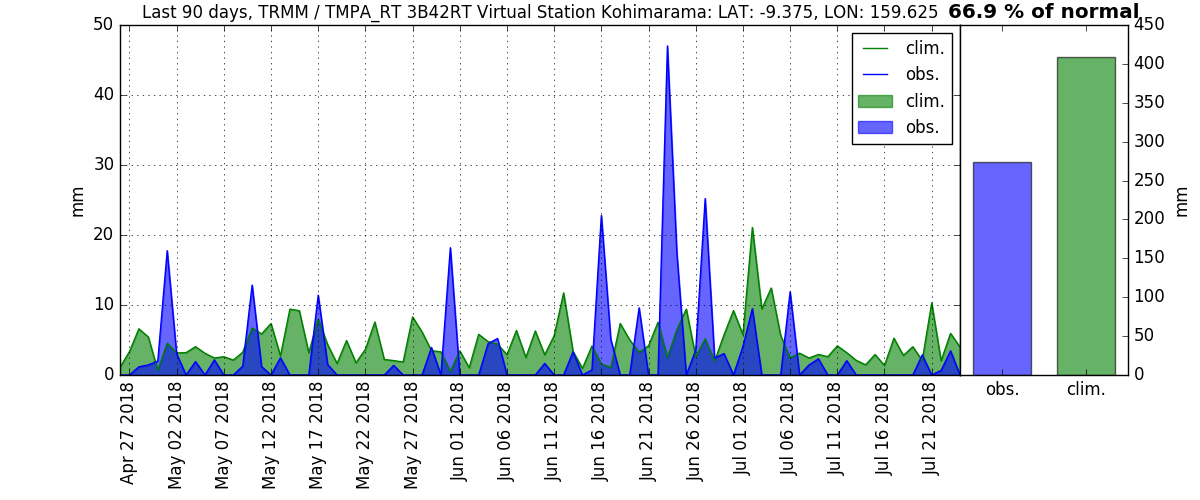 Last 90 days, TRMM / TMPA_RT 3B42RT Virtual Station Kohimarama: LAT: -9.375, LON: 159.625 66.9 % of normal
50
40
30
20
10
0
mm
clim.
obs.
clim.
obs.
450
400
350
300
250
200
150
100
50
0
mm
obs. clim.
Apr 27 2018
May 02 2018
May 07 2018
May 12 2018
May 17 2018
May 22 2018
May 27 2018
Jun 01 2018
Jun 06 2018
Jun 11 2018
Jun 16 2018
Jun 21 2018
Jun 26 2018
Jul 01 2018
Jul 06 2018
Jul 11 2018
Jul 16 2018
Jul 21 2018